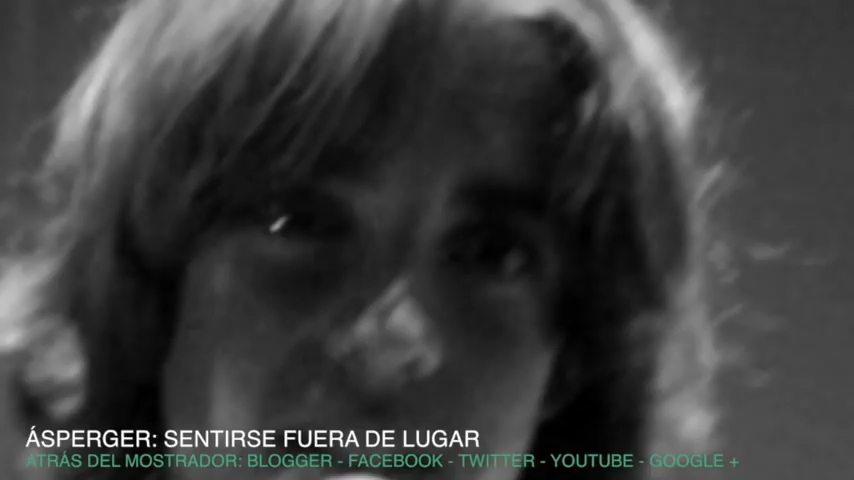 ÁSPERGER: SENTIRSE FUERA DE LUGAR
ATRÁS DEL MOSTRADOR: BLOGGER - FACEBOOK - TWITTER - YOUTUBE - GOOGLE +